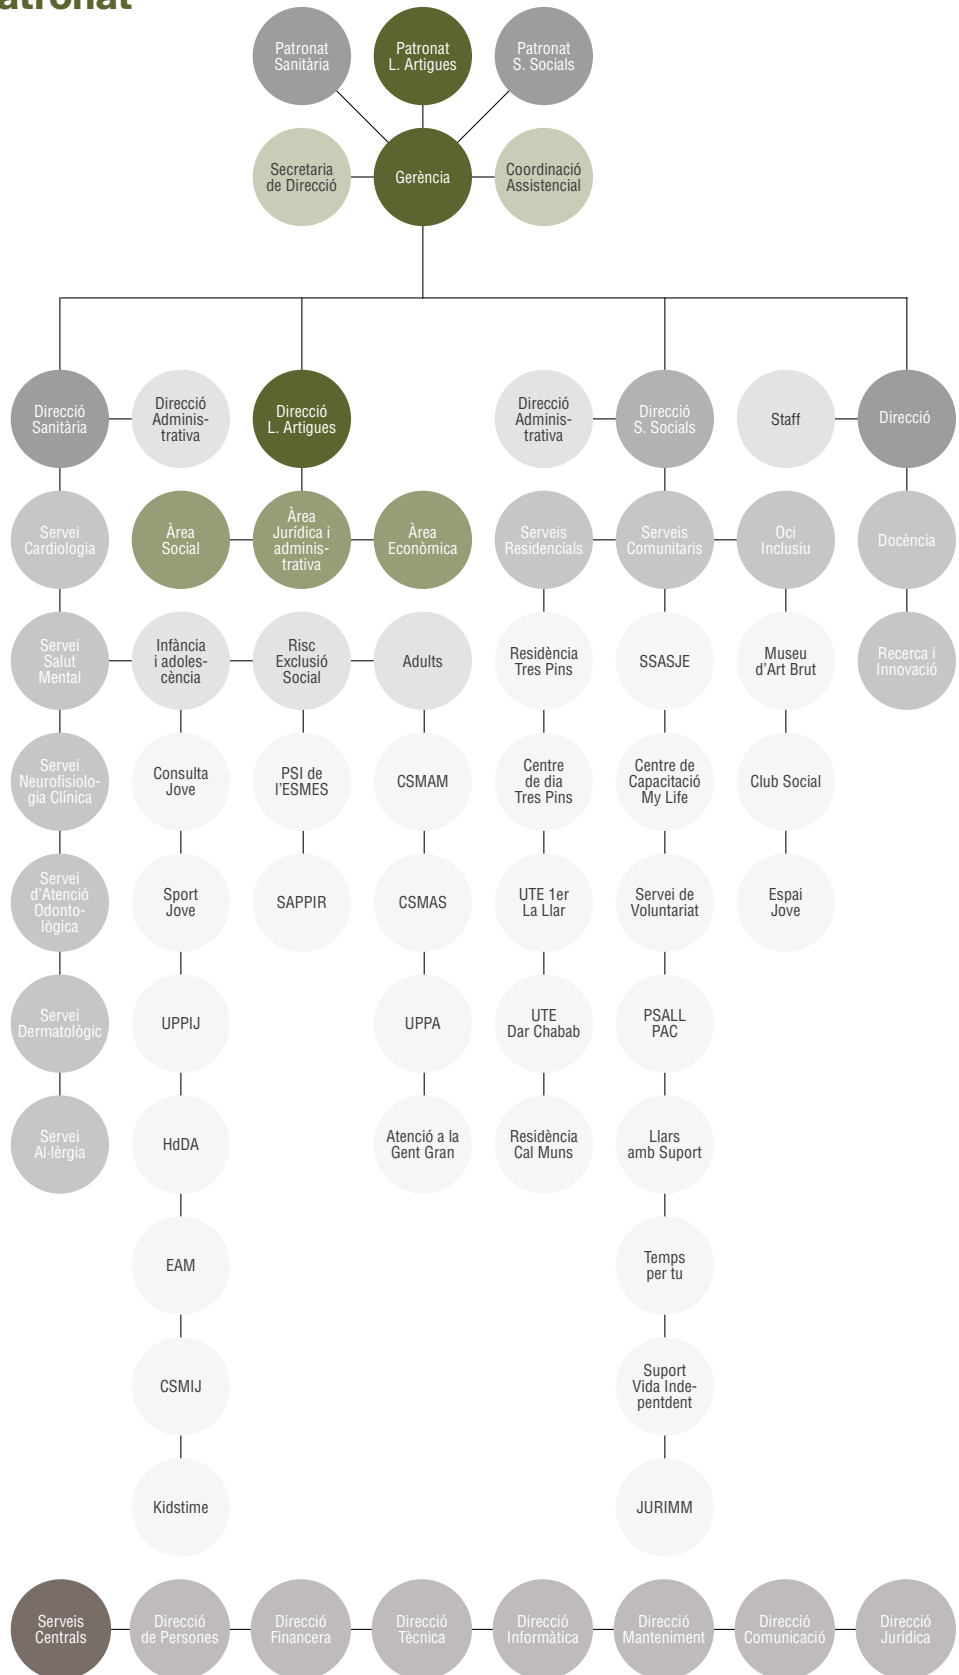 atronat
Patronat
Sanitària
Patronat
L. Artigues
Patronat
S. Socials
Secretaria
de Direcció
Gerència
Coordinació
Assistencial
Direcció
Sanitària
Direcció
Adminis-
trativa
Direcció
L. Artigues
Direcció
Adminis-
trativa
Direcció
S. Socials
Staff
Direcció
Servei
Cardiologia
Àrea
Social
Àrea
Jurídica i
adminis-
trativa
Àrea
Econòmica
Serveis
Residencials
Serveis
Comunitaris
Oci
Inclusiu
Docència
Servei
Salut
Mental
Infància
i adoles-
cència
Risc
Exclusió
Social
Adults
Residència
Tres Pins
SSASJE
Museu
d'Art Brut
Recerca i
Innovació
Servei
Neurofisiolo-
gia Clínica
Consulta
Jove
PSI de
l'ESMES
CSMAM
Centre
de dia
Tres Pins
Centre de
Capacitació
My Life
Club Social
Servei
d'Atenció
Odonto-
lògica
Sport
Jove
SAPPIR
CSMAS
UTE 1er
La Llar
Servei de
Voluntariat
Espai
Jove
Servei
Dermatològic
UPPIJ
UPPA
UTE
Dar Chabab
PSALL
PAC
Servei
Al·lèrgia
HdDA
Atenció a la
Gent Gran
Residència
Cal Muns
Llars
amb Suport
EAM
Temps
per tu
CSMIJ
Suport
Vida Inde-
pentdent
Kidstime
JURIMM
Serveis
Centrals
Direcció
de Persones
Direcció
Financera
Direcció
Tècnica
Direcció
Informàtica
Direcció
Manteniment
Direcció
Comunicació
Direcció
Jurídica